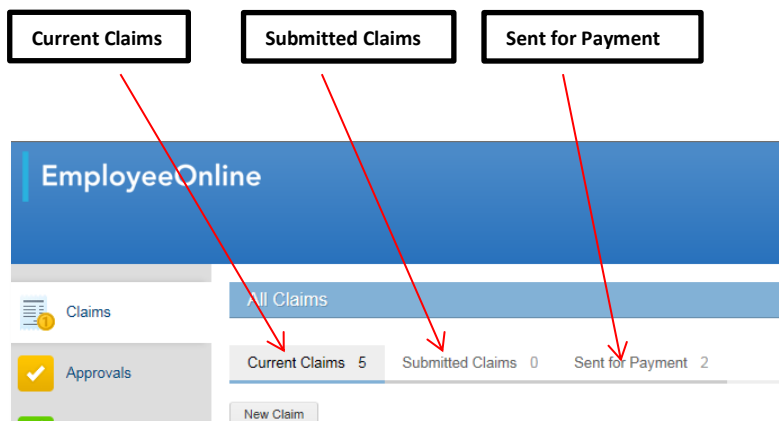 Current Claims
Submitted Claims
Sent for Payment
EmployeeOnline
All Claims
1
Claims
Current Claims 5
Submitted Claims 0
Sent for Payment 2
Approvals
New Claim